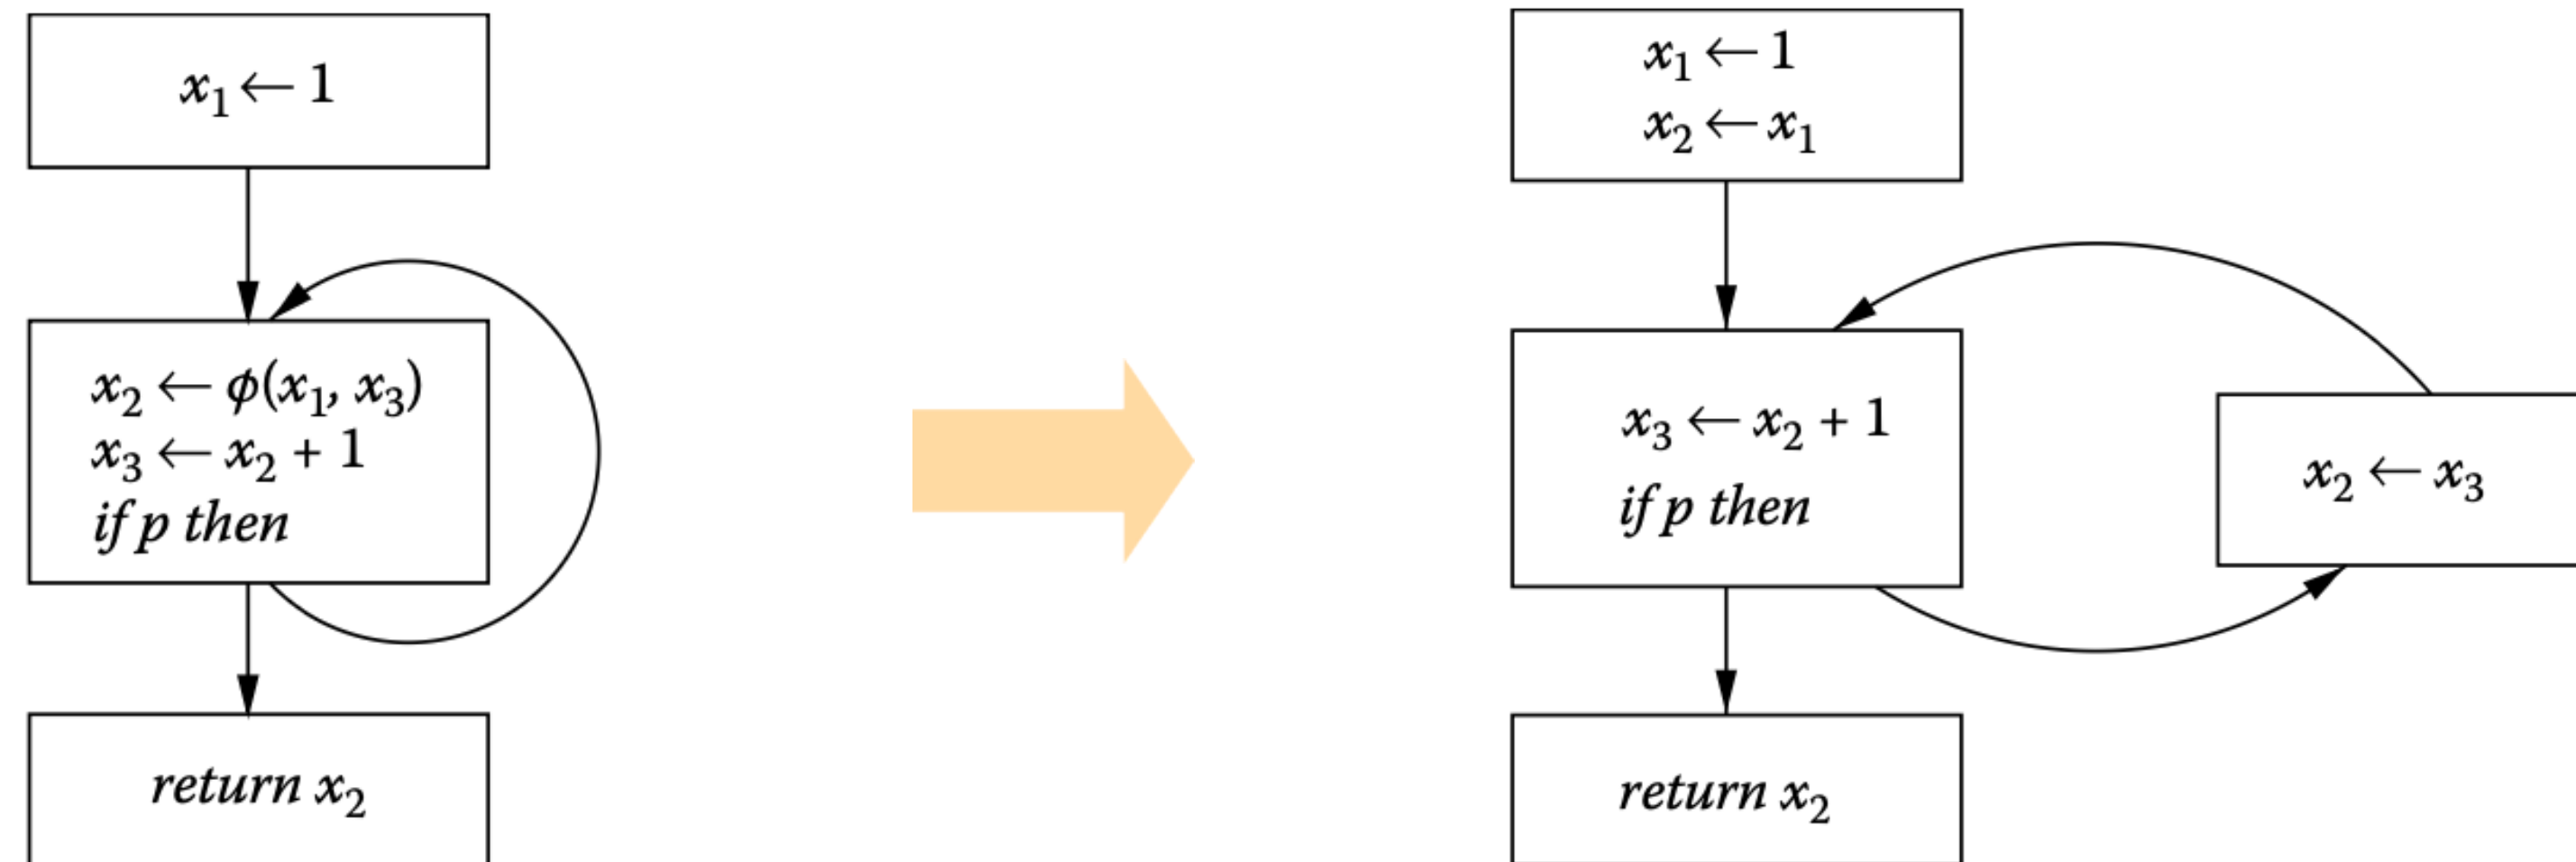 x₁ ← 1
x₂ ← ϕ(x₁, x₃)
x₃ ← x₂ + 1
if p then
return x₂
x₁ ← 1
x₂ ← x₁
x₃ ← x₂ + 1
if p then
x₂ ← x₃
return x₂